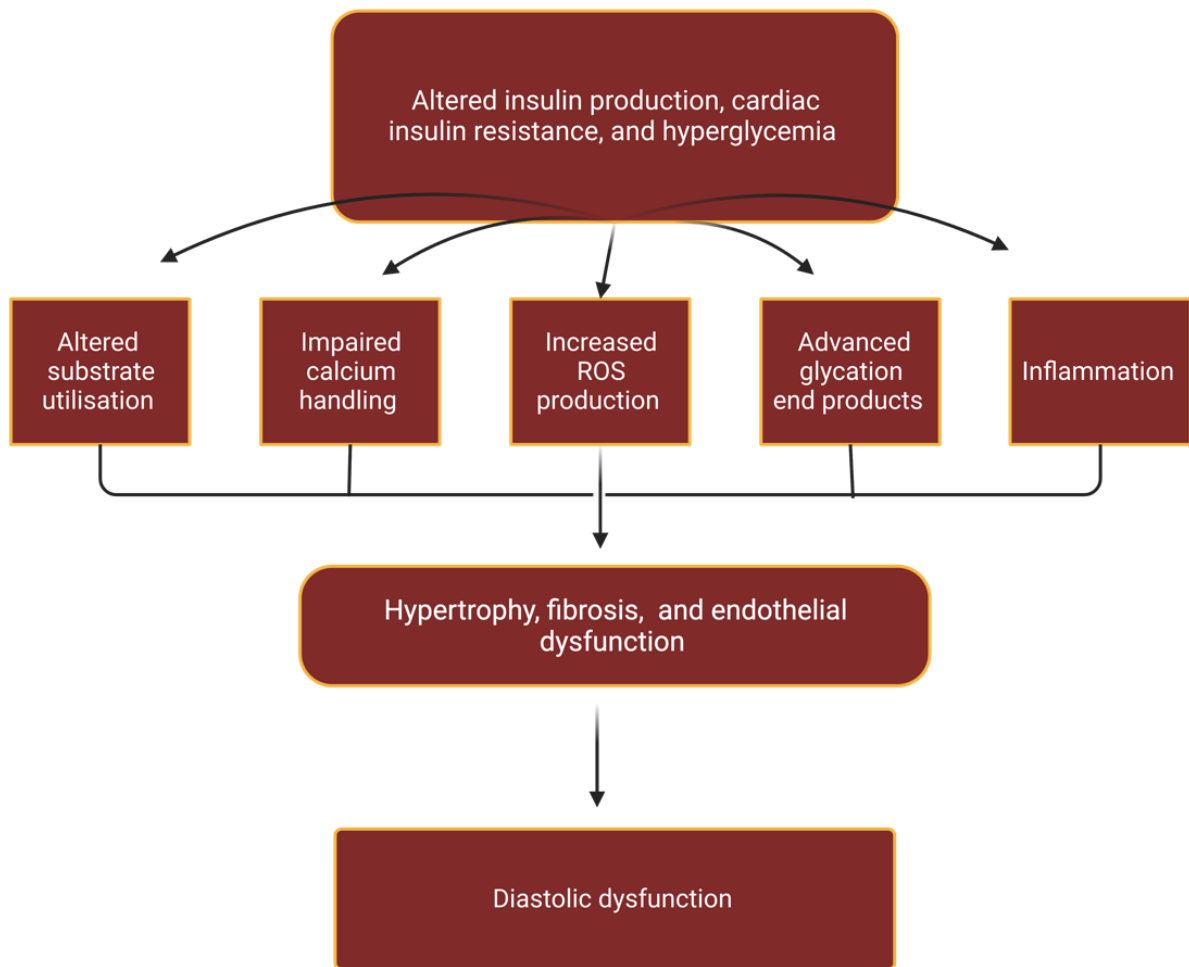 Altered insulin production, cardiac
insulin resistance, and hyperglycemia
Altered
substrate
utilisation
Impaired
calcium
handling
Increased
ROS
production
Advanced
glycation
end products
Inflammation
Hypertrophy, fibrosis, and endothelial
dysfunction
Diastolic dysfunction